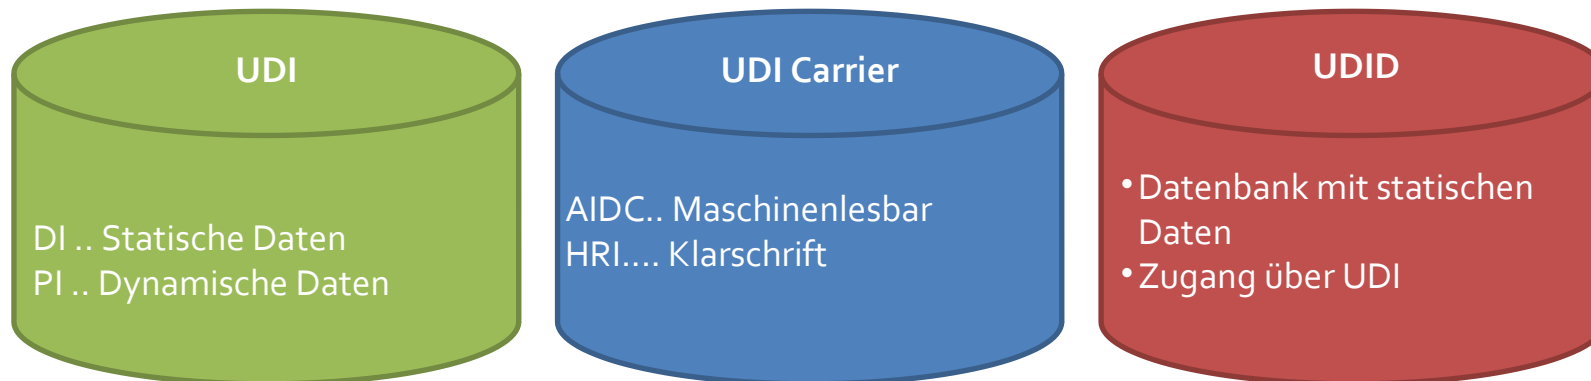 UDI
DI .. Statische Daten
PI .. Dynamische Daten
UDI Carrier
AIDC.. Maschinenlesbar
HRI.... Klarschrift
UDID
• Datenbank mit statischen
Daten
• Zugang über UDI